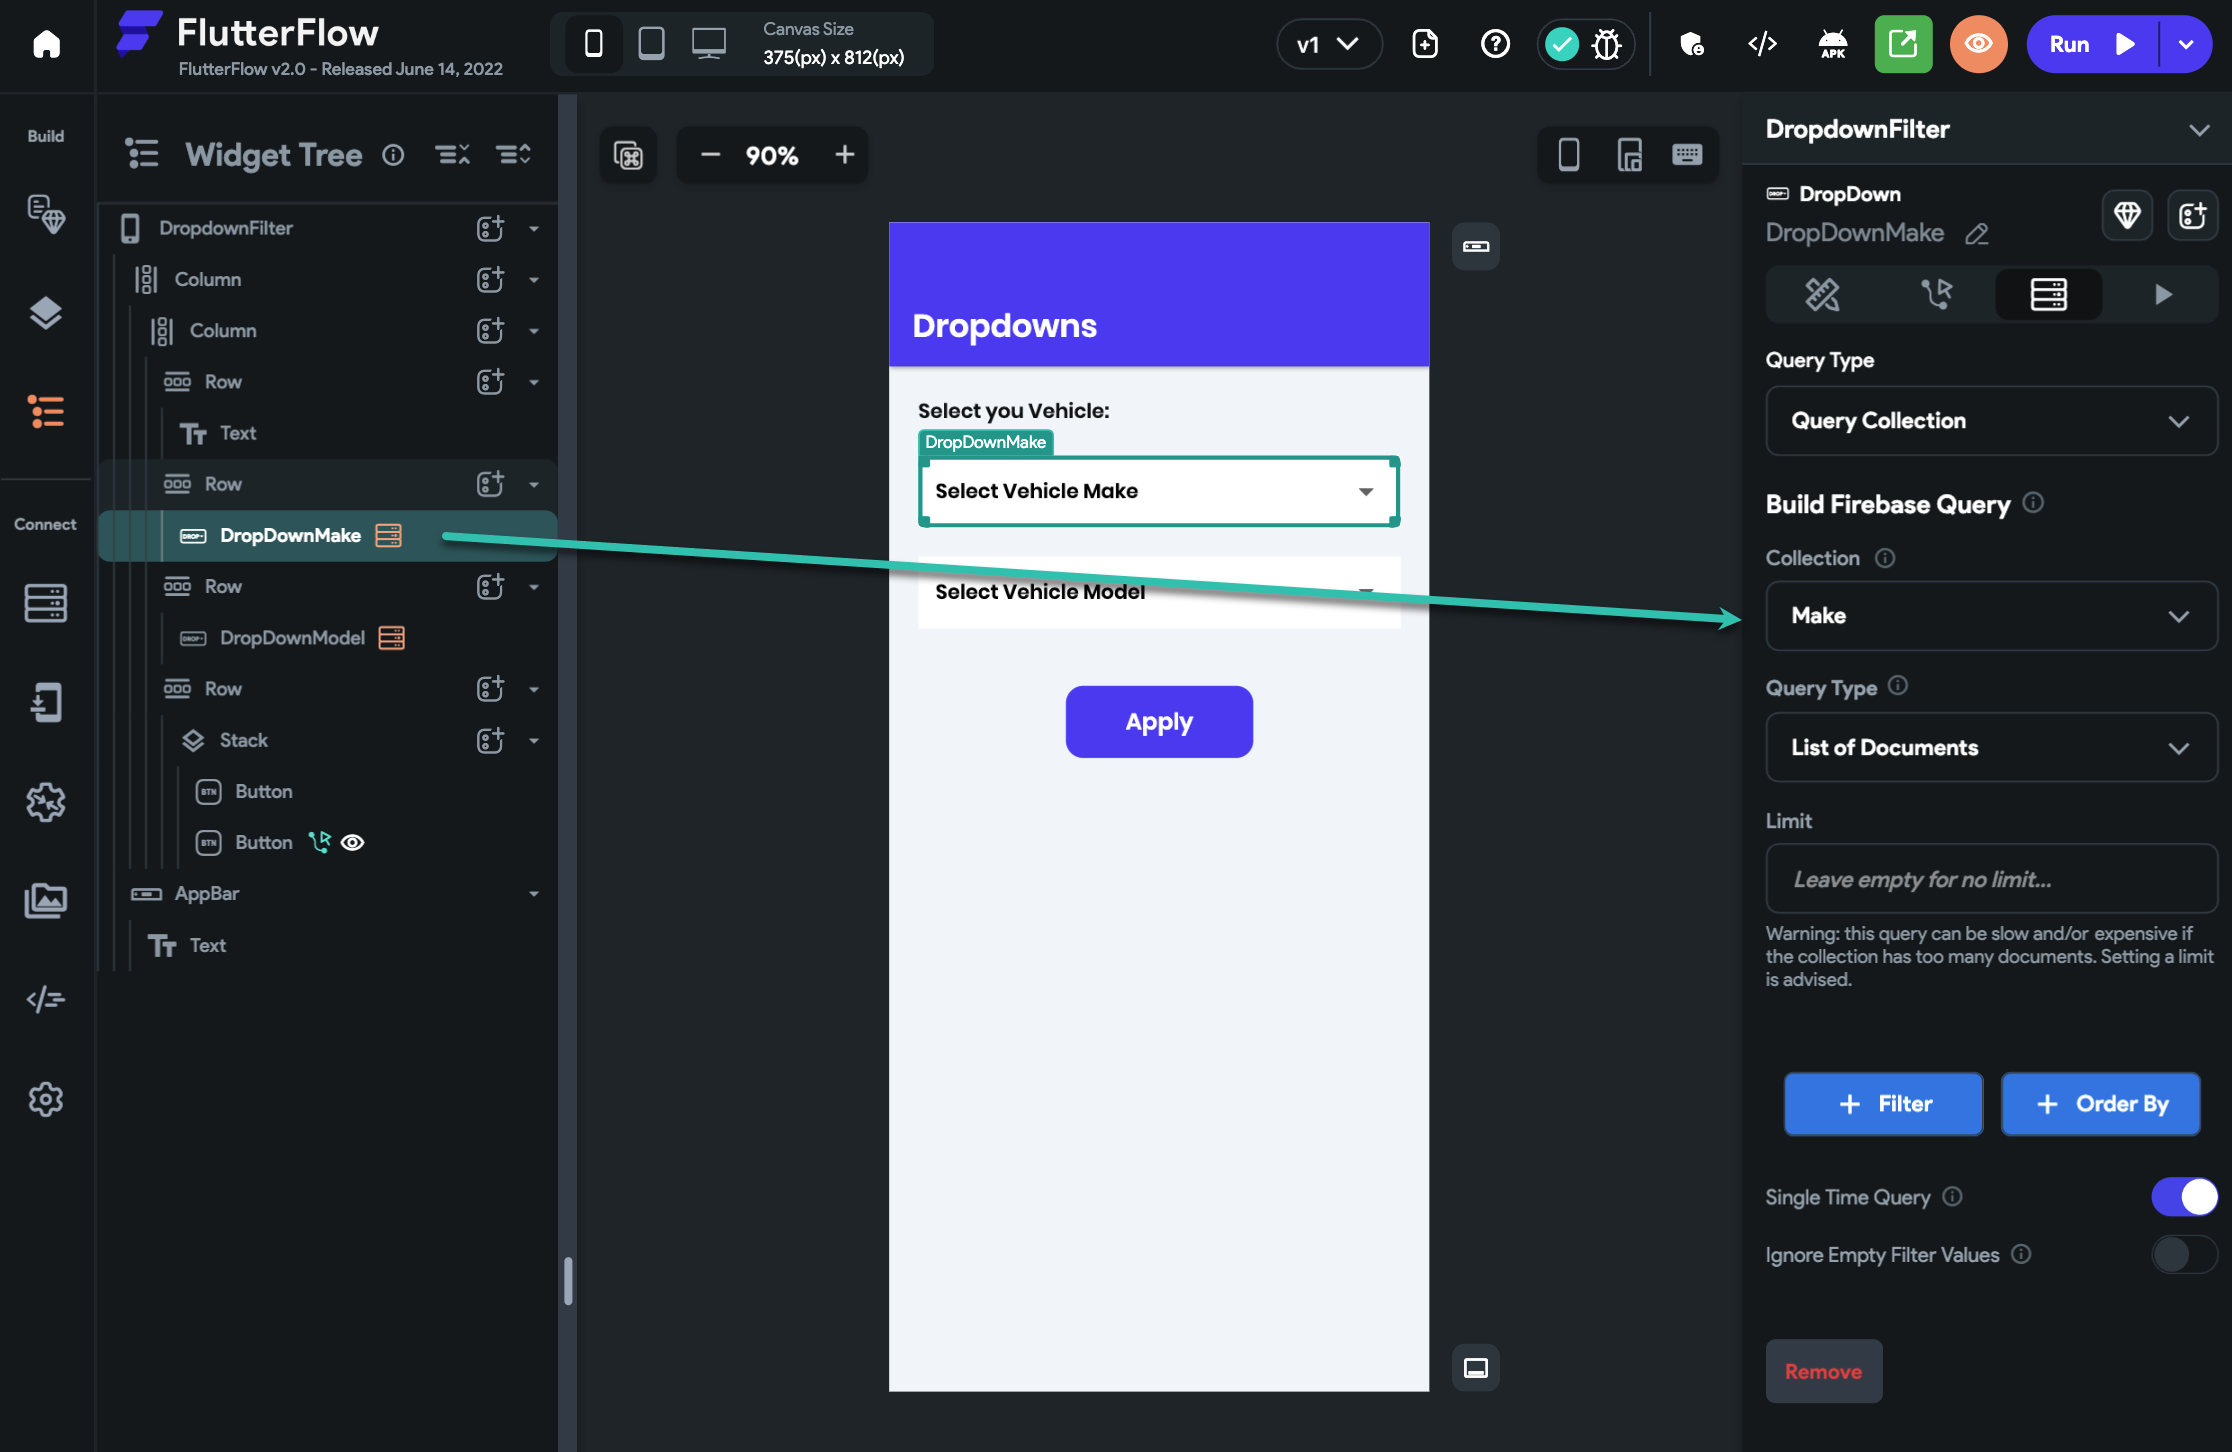 FlutterFlow
FlutterFlow v2.0 - Released June 14, 2022
Canvas Size
375(px) x 812(px)
v1
APK
Run
Build
Connect
Widget Tree
DropdownFilter
Column
Column
Row
Text
Row
DROP
DropDownMake
Row
DROP
DropDownModel
Row
Stack
BTN
Button
BTN
Button
AppBar
Text
90%
Dropdowns
Select you Vehicle:
DropDownMake
Select Vehicle Make
Select Vehicle Model
Apply
DropdownFilter
DROP
DropDown
DropDownMake
Query Type
Query Collection
Build Firebase Query
Collection
Make
Query Type
List of Documents
Limit
Leave empty for no limit...
Warning: this query can be slow and/or expensive if
the collection has too many documents. Setting a limit
is advised.
+ Filter
+ Order By
Single Time Query
Ignore Empty Filter Values
Remove